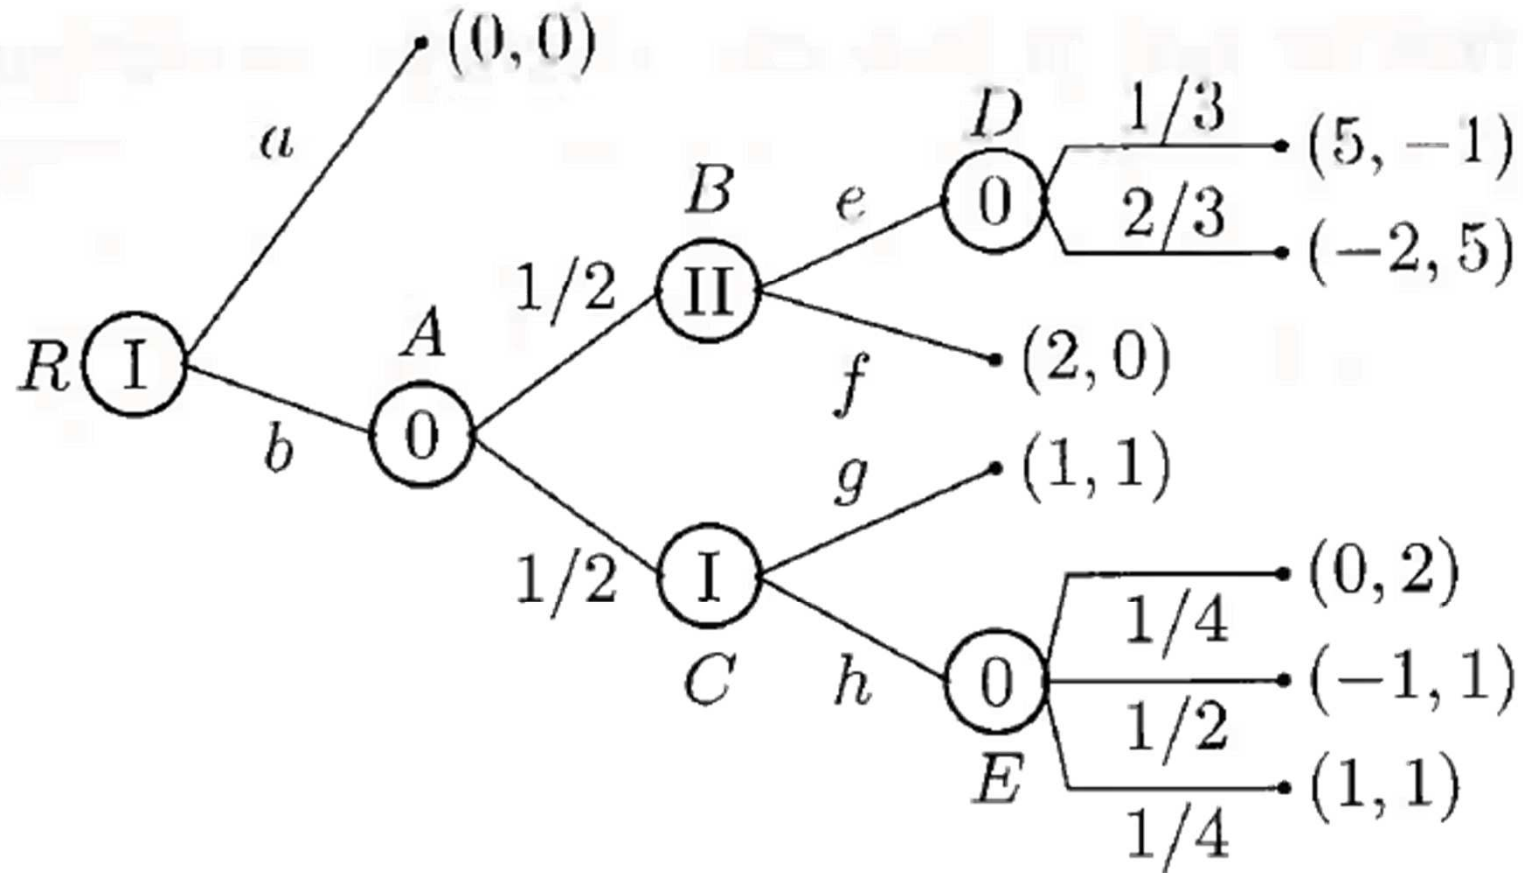 (0, 0)
a
D
1/3
(5, −1)
B
e
0
2/3
(−2, 5)
1/2
II
A
f
(2, 0)
R
I
b
0
g
(1, 1)
1/2
I
C
h
0
E
(0, 2)
1/4
(−1, 1)
1/2
(1, 1)
1/4